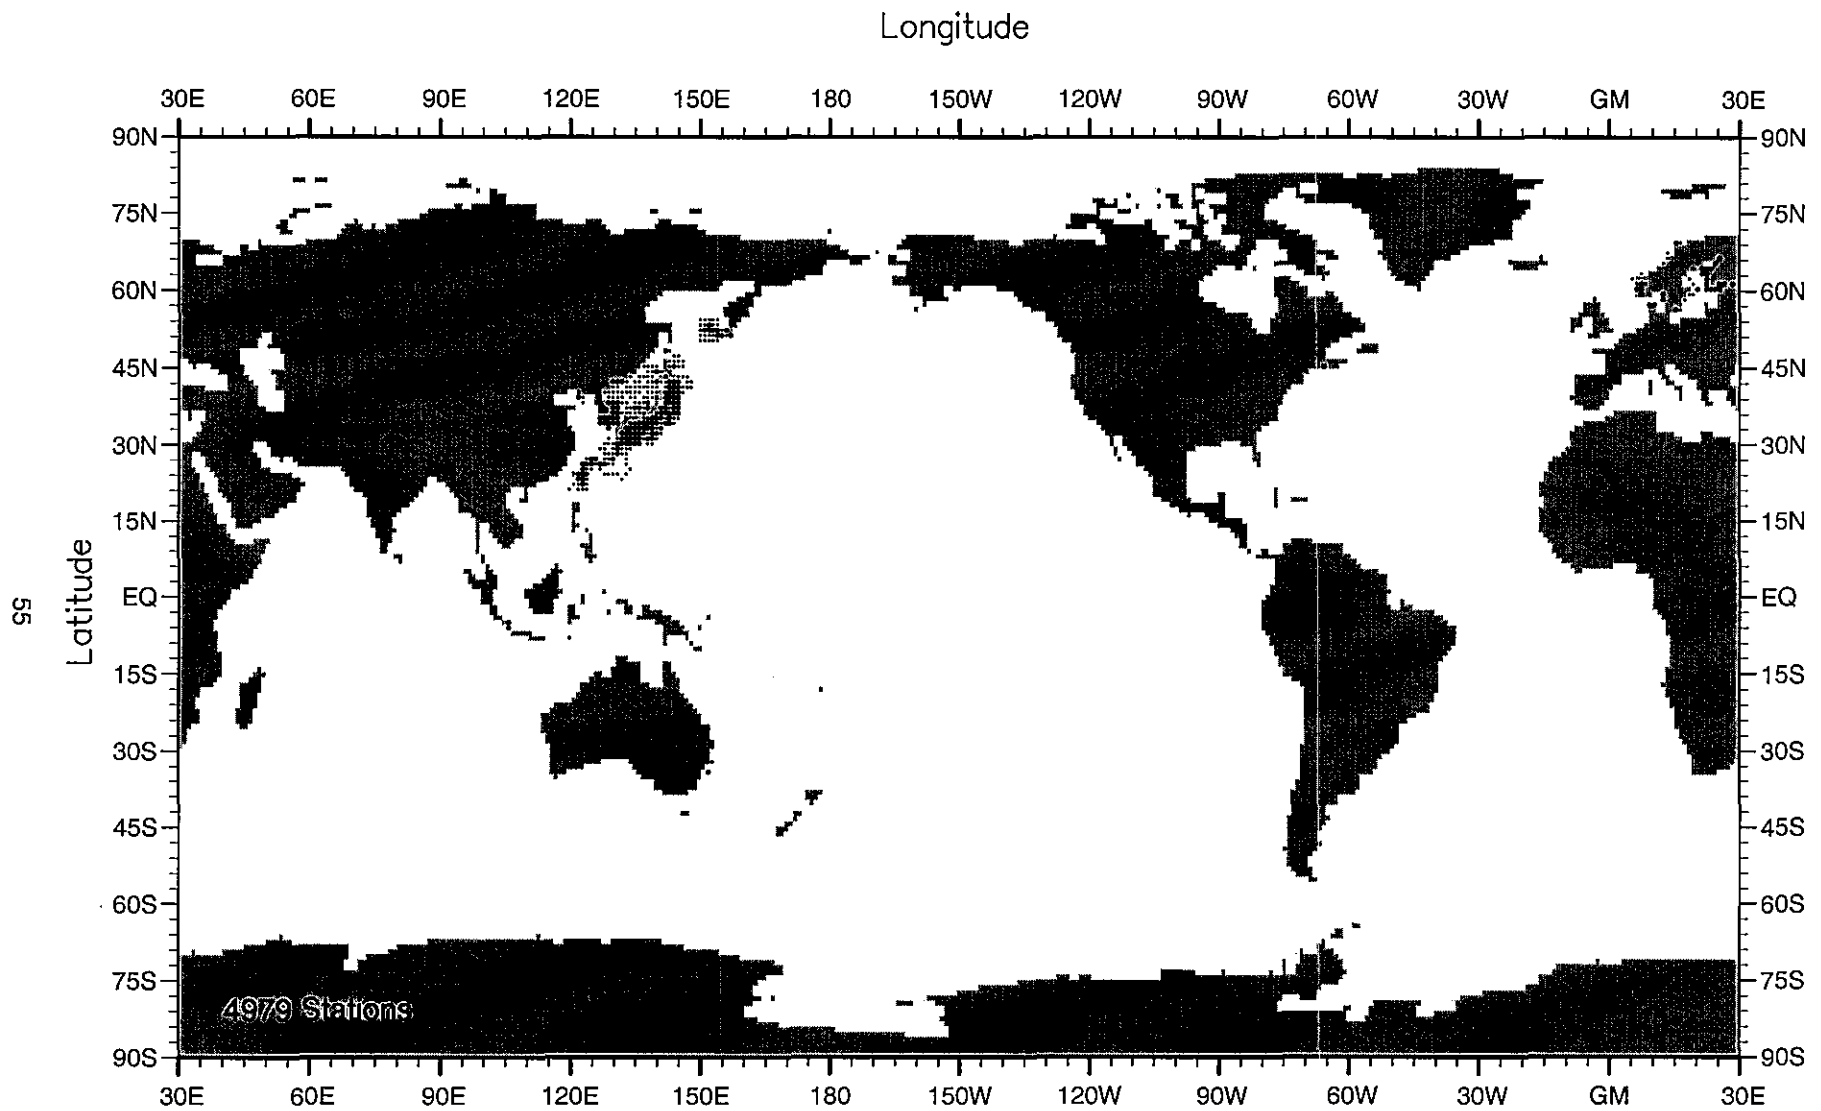 Longitude
30E 60E 90E 120E 150E 180 150W 120W 90W 60W 30W GM 30E
90N 90N
75N 75N
60N 60N
45N 45N
30N 30N
15N 15N
EQ EQ
15S 15S
30S 30S
45S 45S
60S 60S
75S 75S
90S 90S
Latitude
55
4979 Stations
30E 60E 90E 120E 150E 180 150W 120W 90W 60W 30W GM 30E